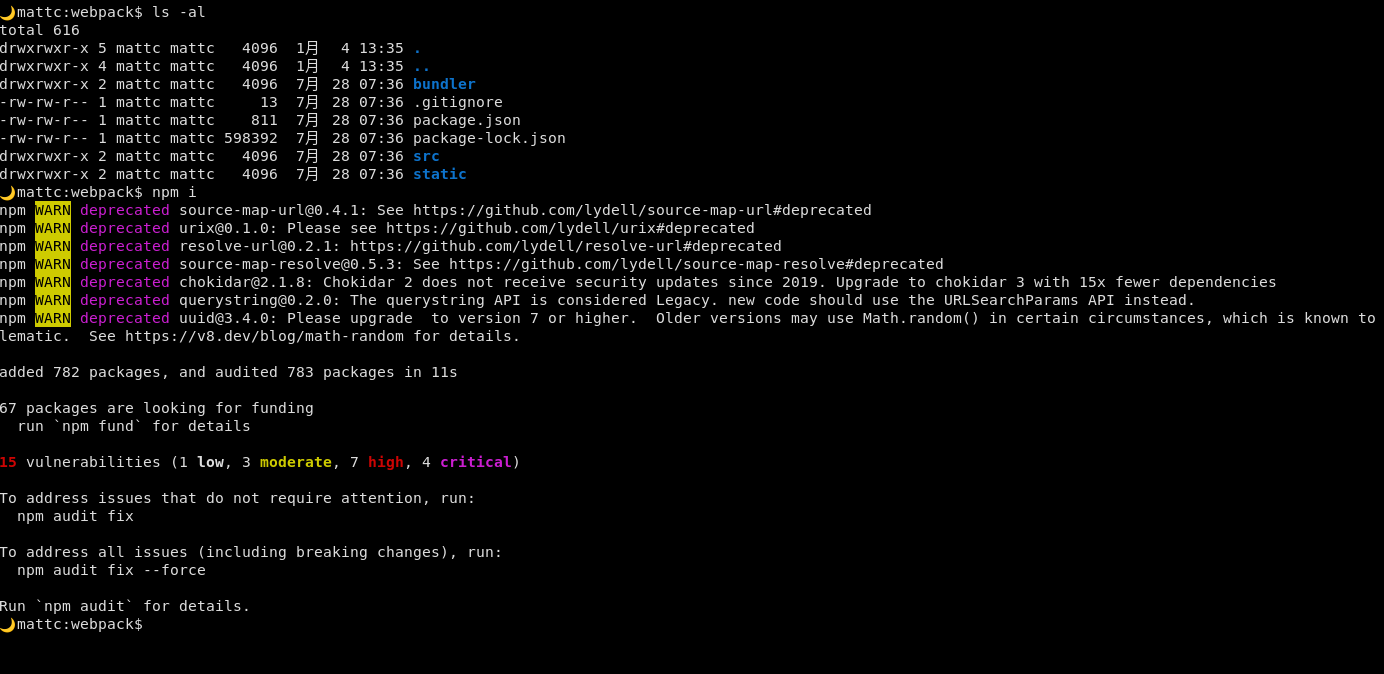 🌙mattc:webpack$ ls -al
total 616
drwxrwxr-x 5 mattc mattc   4096  1月   4 13:35 .
drwxrwxr-x 4 mattc mattc   4096  1月   4 13:35 ..
drwxrwxr-x 2 mattc mattc   4096  7月  28 07:36 bundler
-rw-rw-r-- 1 mattc mattc     13  7月  28 07:36 .gitignore
-rw-rw-r-- 1 mattc mattc    811  7月  28 07:36 package.json
-rw-rw-r-- 1 mattc mattc 598392  7月  28 07:36 package-lock.json
drwxrwxr-x 2 mattc mattc   4096  7月  28 07:36 src
drwxrwxr-x 2 mattc mattc   4096  7月  28 07:36 static
🌙mattc:webpack$ npm i
npm WARN deprecated source-map-url@0.4.1: See https://github.com/lydell/source-map-url#deprecated
npm WARN deprecated urix@0.1.0: Please see https://github.com/lydell/urix#deprecated
npm WARN deprecated resolve-url@0.2.1: https://github.com/lydell/resolve-url#deprecated
npm WARN deprecated source-map-resolve@0.5.3: See https://github.com/lydell/source-map-resolve#deprecated
npm WARN deprecated chokidar@2.1.8: Chokidar 2 does not receive security updates since 2019. Upgrade to chokidar 3 with 15x fewer dependencies
npm WARN deprecated querystring@0.2.0: The querystring API is considered Legacy. new code should use the URLSearchParams API instead.
npm WARN deprecated uuid@3.4.0: Please upgrade  to version 7 or higher.  Older versions may use Math.random() in certain circumstances, which is known to
lematic.  See https://v8.dev/blog/math-random for details.
added 782 packages, and audited 783 packages in 11s
67 packages are looking for funding
  run `npm fund` for details
15 vulnerabilities (1 low, 3 moderate, 7 high, 4 critical)
To address issues that do not require attention, run:
  npm audit fix
To address all issues (including breaking changes), run:
  npm audit fix --force
Run `npm audit` for details.
🌙mattc:webpack$